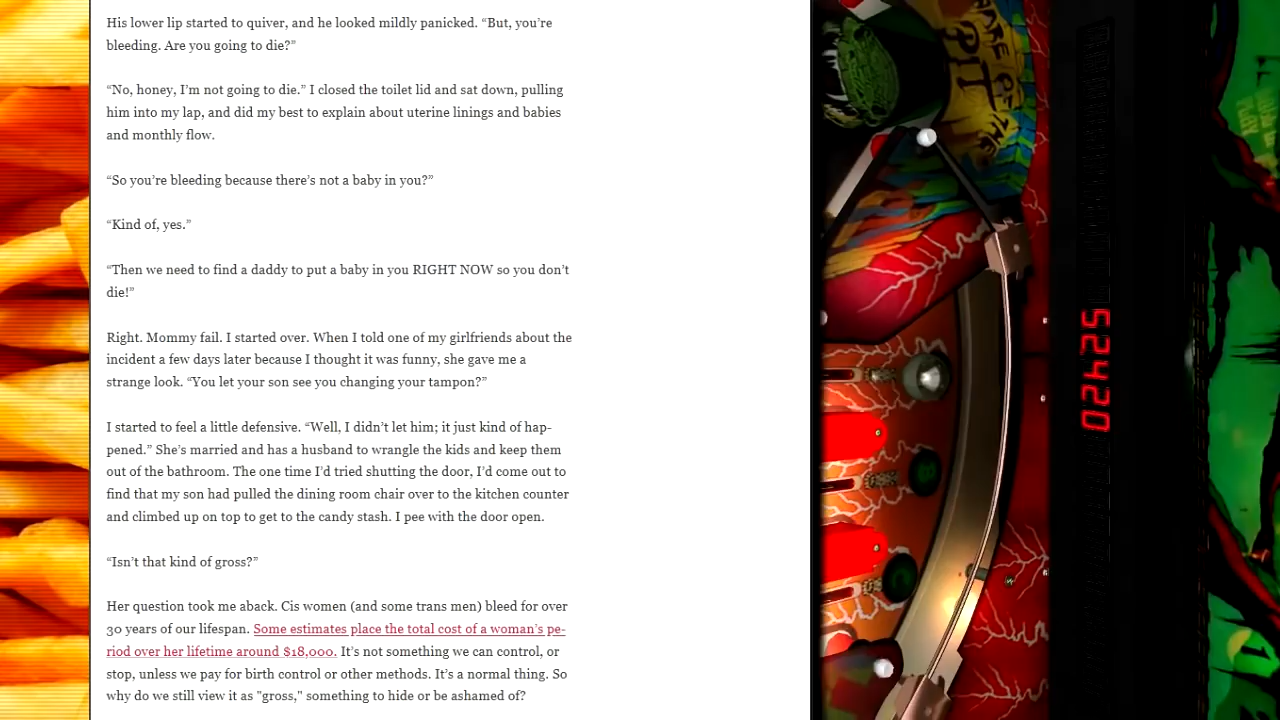 His lower lip started to quiver, and he looked mildly panicked. “But, you’re
bleeding. Are you going to die?”
“No, honey, I’m not going to die.” I closed the toilet lid and sat down, pulling
him into my lap, and did my best to explain about uterine linings and babies
and monthly flow.
“So you’re bleeding because there’s not a baby in you?”
“Kind of, yes.”
“Then we need to find a daddy to put a baby in you RIGHT NOW so you don’t
die!”
Right. Mommy fail. I started over. When I told one of my girlfriends about the
incident a few days later because I thought it was funny, she gave me a
strange look. “You let your son see you changing your tampon?”
I started to feel a little defensive. “Well, I didn’t let him; it just kind of hap-
pened.” She’s married and has a husband to wrangle the kids and keep them
out of the bathroom. The one time I’d tried shutting the door, I’d come out to
find that my son had pulled the dining room chair over to the kitchen counter
and climbed up on top to get to the candy stash. I pee with the door open.
“Isn’t that kind of gross?”
Her question took me aback. Cis women (and some trans men) bleed for over
30 years of our lifespan. Some estimates place the total cost of a woman’s pe-
riod over her lifetime around $18,000. It’s not something we can control, or
stop, unless we pay for birth control or other methods. It’s a normal thing. So
why do we still view it as "gross," something to hide or be ashamed of?
PIT
02425